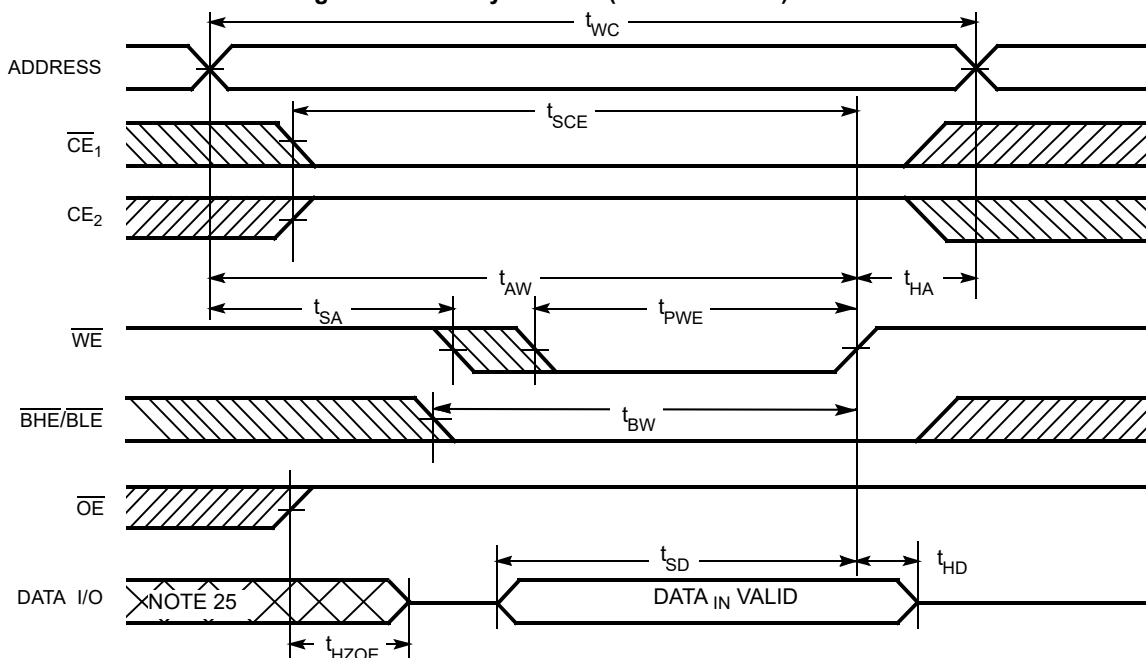 tWC
ADDRESS
tSCE
CE1
CE2
tAW
tHA
tSA
tPWE
WE
BHE/BLE
tBW
OE
tSD
tHD
DATA I/O
NOTE 25
DATA IN VALID
tHZOE